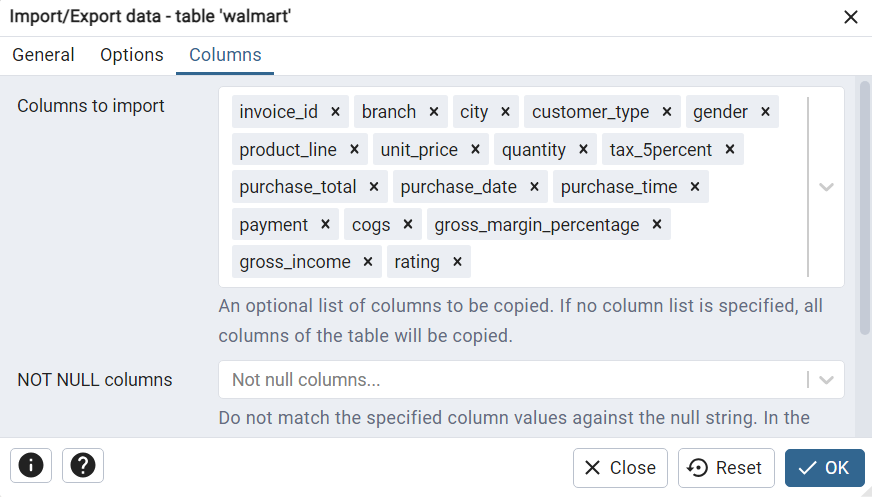 Import/Export data - table 'walmart'
General Options Columns
Columns to import
invoice_id branch city customer_type gender
product_line unit_price quantity tax_5percent
purchase_total purchase_date purchase_time
payment cogs gross_margin_percentage
gross_income rating
An optional list of columns to be copied. If no column list is specified, all
columns of the table will be copied.
NOT NULL columns
Not null columns...
Do not match the specified column values against the null string. In the
Close Reset OK